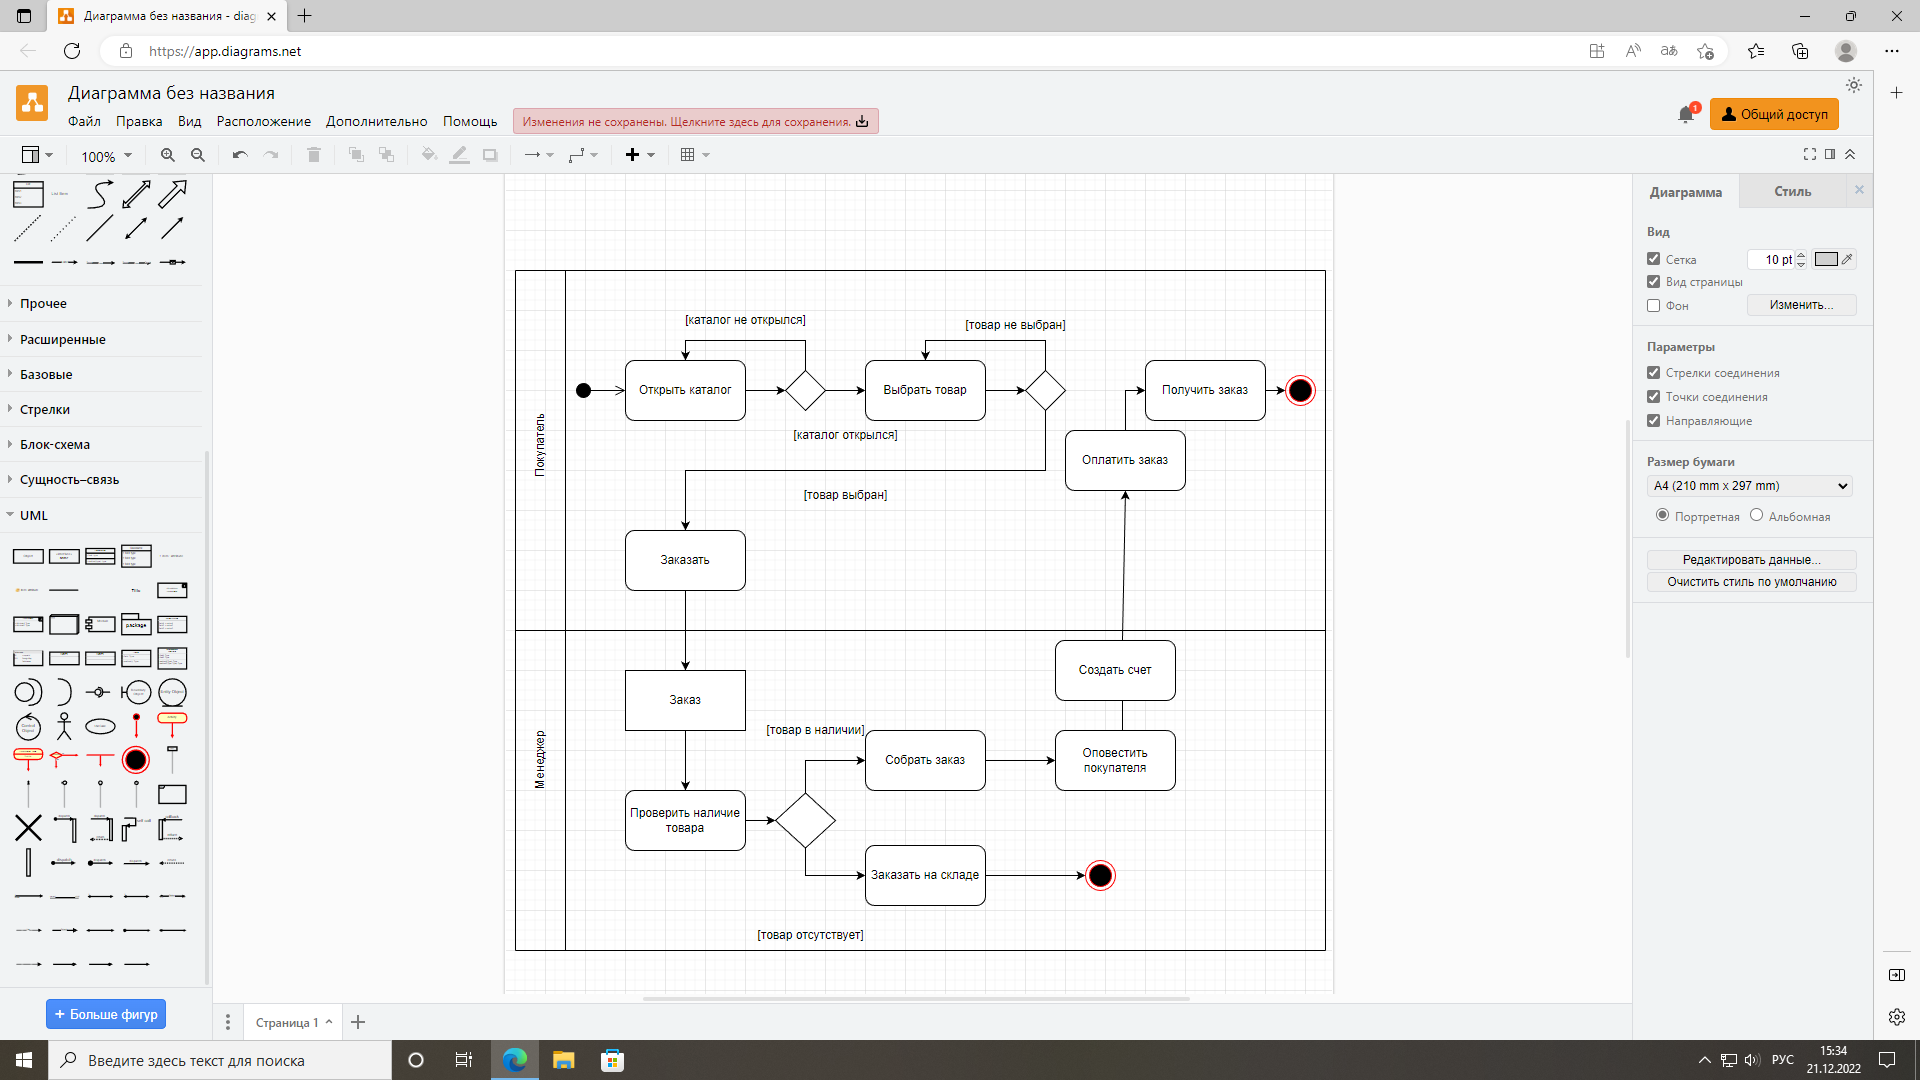 Диаграмма без названия - diag
https://app.diagrams.net
аあ
Диаграмма без названия
Файл Правка Вид Расположение Дополнительно Помощь
Изменения не сохранены. Щелкните здесь для сохранения.
1
Общий доступ
100%
Прочее
Расширенные
Базовые
Стрелки
Блок-схема
Сущность–связь
UML
Title
package
+ Больше фигур
Покупатель
[каталог не открылся]
[товар не выбран]
Открыть каталог
Выбрать товар
Получить заказ
[каталог открылся]
Оплатить заказ
[товар выбран]
Заказать
Менеджер
Создать счет
Заказ
[товар в наличии]
Собрать заказ
Оповестить
покупателя
Проверить наличие
товара
Заказать на складе
[товар отсутствует]
Диаграмма
Стиль
Вид
Сетка
10 pt
Вид страницы
Фон
Изменить...
Параметры
Стрелки соединения
Точки соединения
Направляющие
Размер бумаги
A4 (210 mm x 297 mm)
Портретная Альбомная
Редактировать данные...
Очистить стиль по умолчанию
Страница 1
Введите здесь текст для поиска
РУС
15:34
21.12.2022